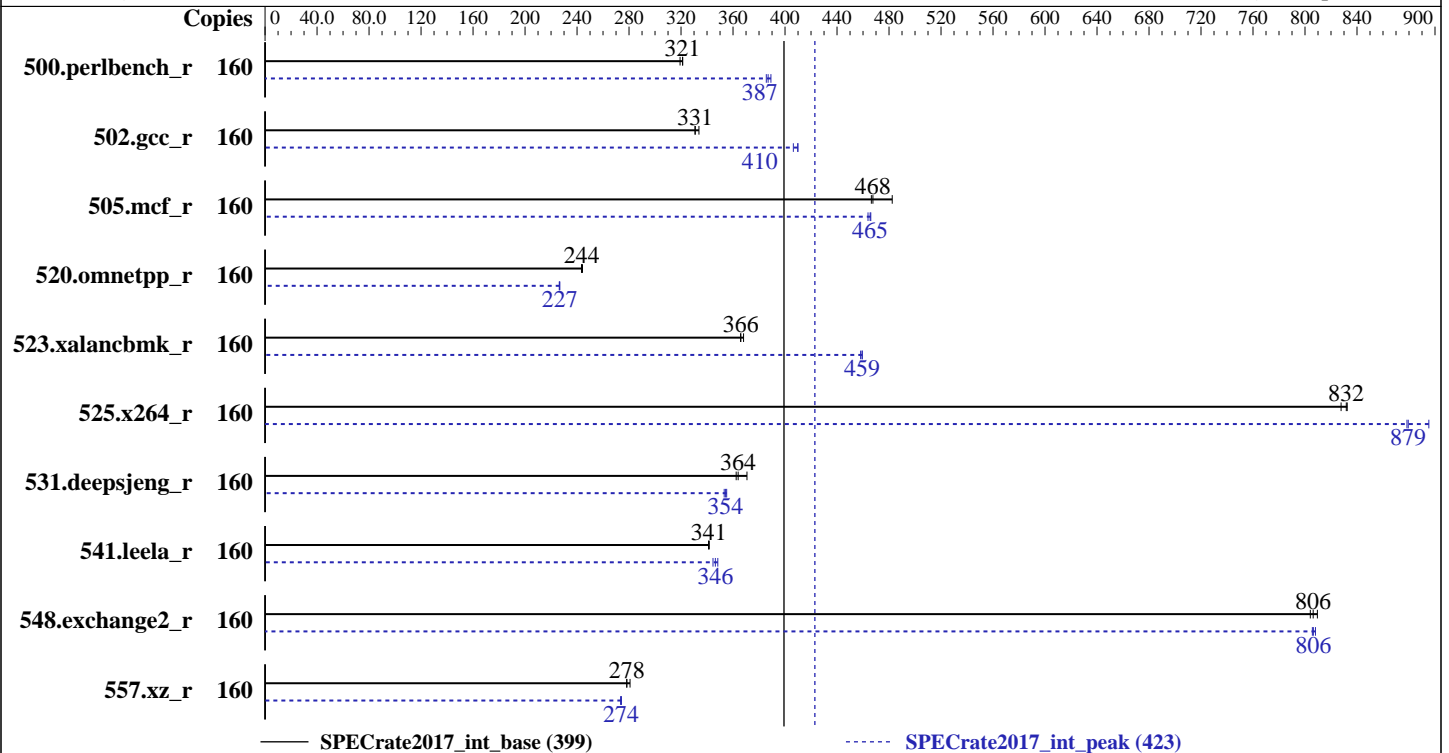 Copies 0 40.0 80.0 120 160 200 240 280 320 360 400 440 480 520 560 600 640 680 720 760 800 840 900
500.perlbench_r 160 321
387
502.gcc_r 160 331
410
505.mcf_r 160 468
465
520.omnetpp_r 160 244
227
523.xalancbmk_r 160 366
459
525.x264_r 160 832
879
531.deepsjeng_r 160 364
354
541.leela_r 160 341
346
548.exchange2_r 160 806
806
557.xz_r 160 278
274
SPECrate2017_int_base (399) SPECrate2017_int_peak (423)